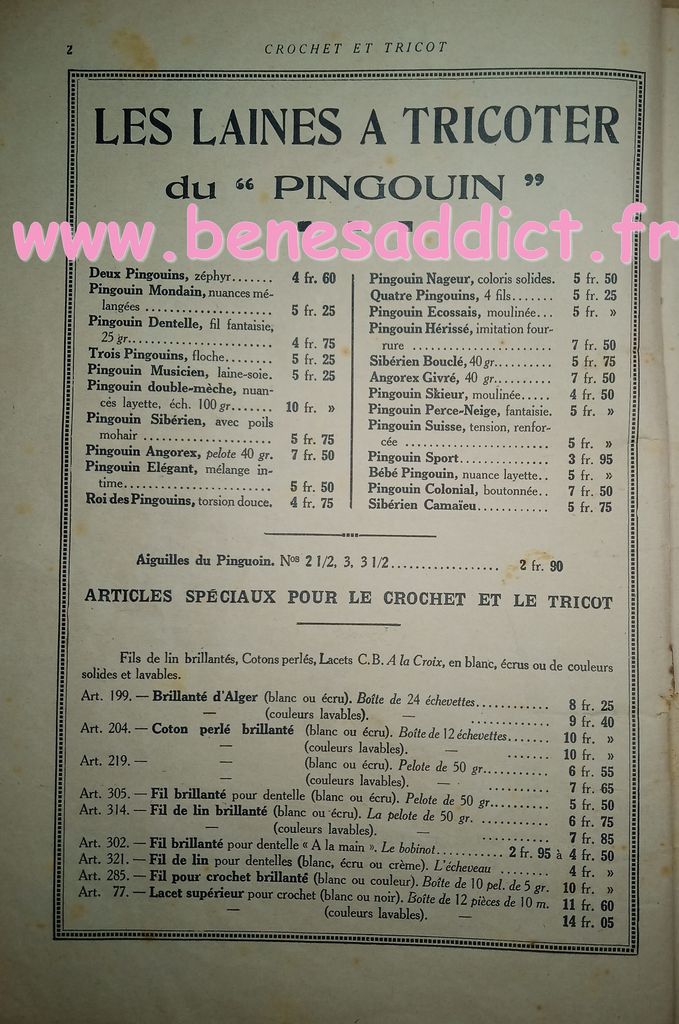 2
CROCHET ET TRICOT
LES LAINES A TRICOTER
du “ PINGOUIN ”
www.benesaddict.fr
Deux Pingouins, zéphyr....... 4 fr. 60
Pingouin Mondain, nuances mé-
langées .................... 5 fr. 25
Pingouin Dentelle, fil fantaisie,
25 gr...................... 4 fr. 75
Trois Pingouins, floche........ 5 fr. 25
Pingouin Musicien, laine-soie. 5 fr. 25
Pingouin double-mèche, nuan-
ces layette, éch. 100 gr....... 10 fr. »
Pingouin Sibérien, avec poils
mohair ..................... 5 fr. 75
Pingouin Angorex, pelote 40 gr. 7 fr. 50
Pingouin Elégant, mélange in-
time........................ 5 fr. 50
Roi des Pingouins, torsion douce. 4 fr. 75
Pingouin Nageur, coloris solides. 5 fr. 50
Quatre Pingouins, 4 fils....... 5 fr. 25
Pingouin Ecossais, moulinée... 5 fr. »
Pingouin Hérissé, imitation four-
rure ....................... 7 fr. 50
Sibérien Bouclé, 40 gr.......... 5 fr. 75
Angorex Givré, 40 gr.......... 7 fr. 50
Pingouin Skieur, moulinée..... 4 fr. 50
Pingouin Perce-Neige, fantaisie. 5 fr. »
Pingouin Suisse, tension, renfor-
cée ........................ 5 fr. »
Pingouin Sport............... 3 fr. 95
Bébé Pingouin, nuance layette.. 5 fr. »
Pingouin Colonial, boutonnée.. 7 fr. 50
Sibérien Camaïeu............. 5 fr. 75
Aiguilles du Pinguoin. Nos 2 1/2, 3, 3 1/2.................. 2 fr. 90
ARTICLES SPÉCIAUX POUR LE CROCHET ET LE TRICOT
Fils de lin brillantés, Cotons perlés, Lacets C.B. A la Croix, en blanc, écrus ou de couleurs
solides et lavables.
Art. 199. — Brillanté d'Alger (blanc ou écru). Boîte de 24 échevettes............ 8 fr. 25
— (couleurs lavables). — ............ 9 fr. 40
Art. 204. — Coton perlé brillanté (blanc ou écru). Boîte de 12 échevettes....... 10 fr. »
— (couleurs lavables). — ....... 10 fr. »
Art. 219. — — (blanc ou écru). Pelote de 50 gr............ 6 fr. 55
— (couleurs lavables). — ............ 7 fr. 65
Art. 305. — Fil brillanté pour dentelle (blanc ou écru). Pelote de 50 gr.......... 5 fr. 50
Art. 314. — Fil de lin brillanté (blanc ou écru). La pelote de 50 gr. .......... 6 fr. 75
— (couleurs lavables). — .......... 7 fr. 85
Art. 302. — Fil brillanté pour dentelle « A la main ». Le bobinot........... 2 fr. 95 à 4 fr. 50
Art. 321. — Fil de lin pour dentelles (blanc, écru ou crème). L'écheveau ........ 4 fr. »
Art. 285. — Fil pour crochet brillanté (blanc ou couleur). Boîte de 10 pel. de 5 gr. 10 fr. »
Art. 77. — Lacet supérieur pour crochet (blanc ou noir). Boîte de 12 pièces de 10 m. 11 fr. 60
— (couleurs lavables). — 14 fr. 05